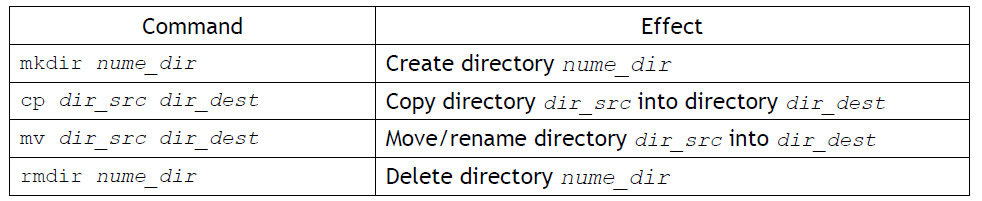 Command Effect
mkdir nume_dir Create directory nume_dir
cp dir_src dir_dest Copy directory dir_src into directory dir_dest
mv dir_src dir_dest Move/rename directory dir_src into dir_dest
rmdir nume_dir Delete directory nume_dir